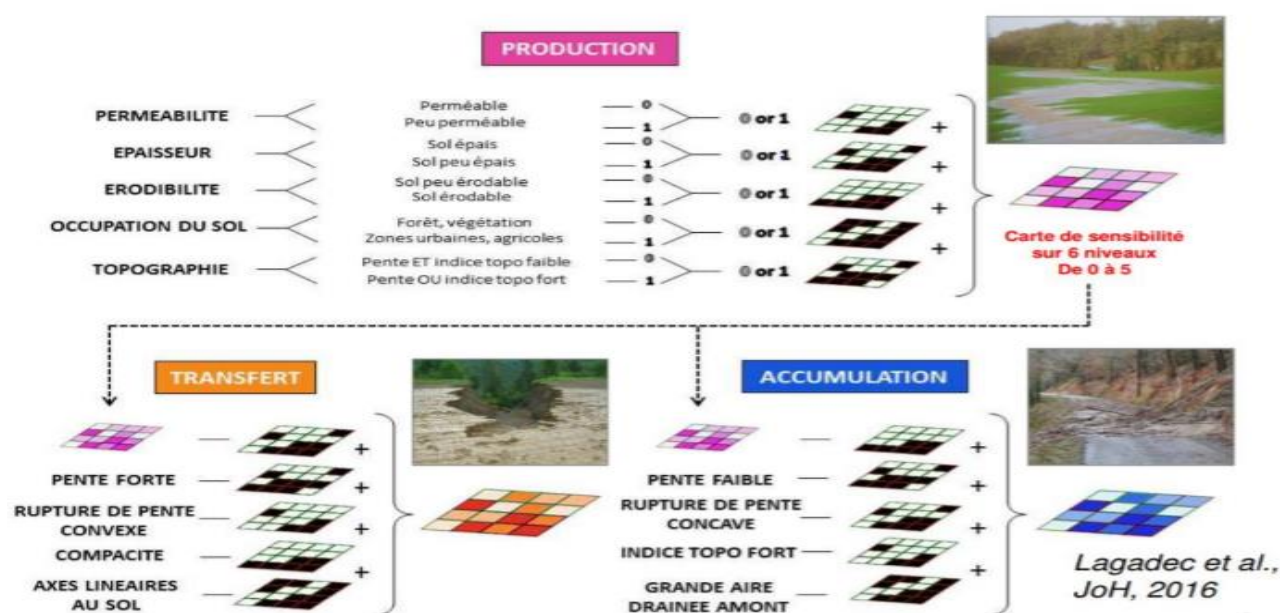 PRODUCTION
PERMEABILITE
Perméable
0
Peu perméable
1
0 or 1
+
EPAISSEUR
Sol épais
0
Sol peu épais
1
0 or 1
+
ERODIBILITE
Sol peu érodable
0
Sol érodable
1
0 or 1
+
OCCUPATION DU SOL
Forêt, végétation
0
Zones urbaines, agricoles
1
0 or 1
+
TOPOGRAPHIE
Pente ET indice topo faible
0
Pente OU indice topo fort
1
0 or 1
Carte de sensibilité
sur 6 niveaux
De 0 à 5
TRANSFERT
+
PENTE FORTE
+
RUPTURE DE PENTE
CONVEXE
+
COMPACITE
+
AXES LINEAIRES
AU SOL
ACCUMULATION
+
PENTE FAIBLE
+
RUPTURE DE PENTE
CONCAVE
+
INDICE TOPO FORT
+
GRANDE AIRE
DRAINEE AMONT
Lagadec et al.,
JoH, 2016